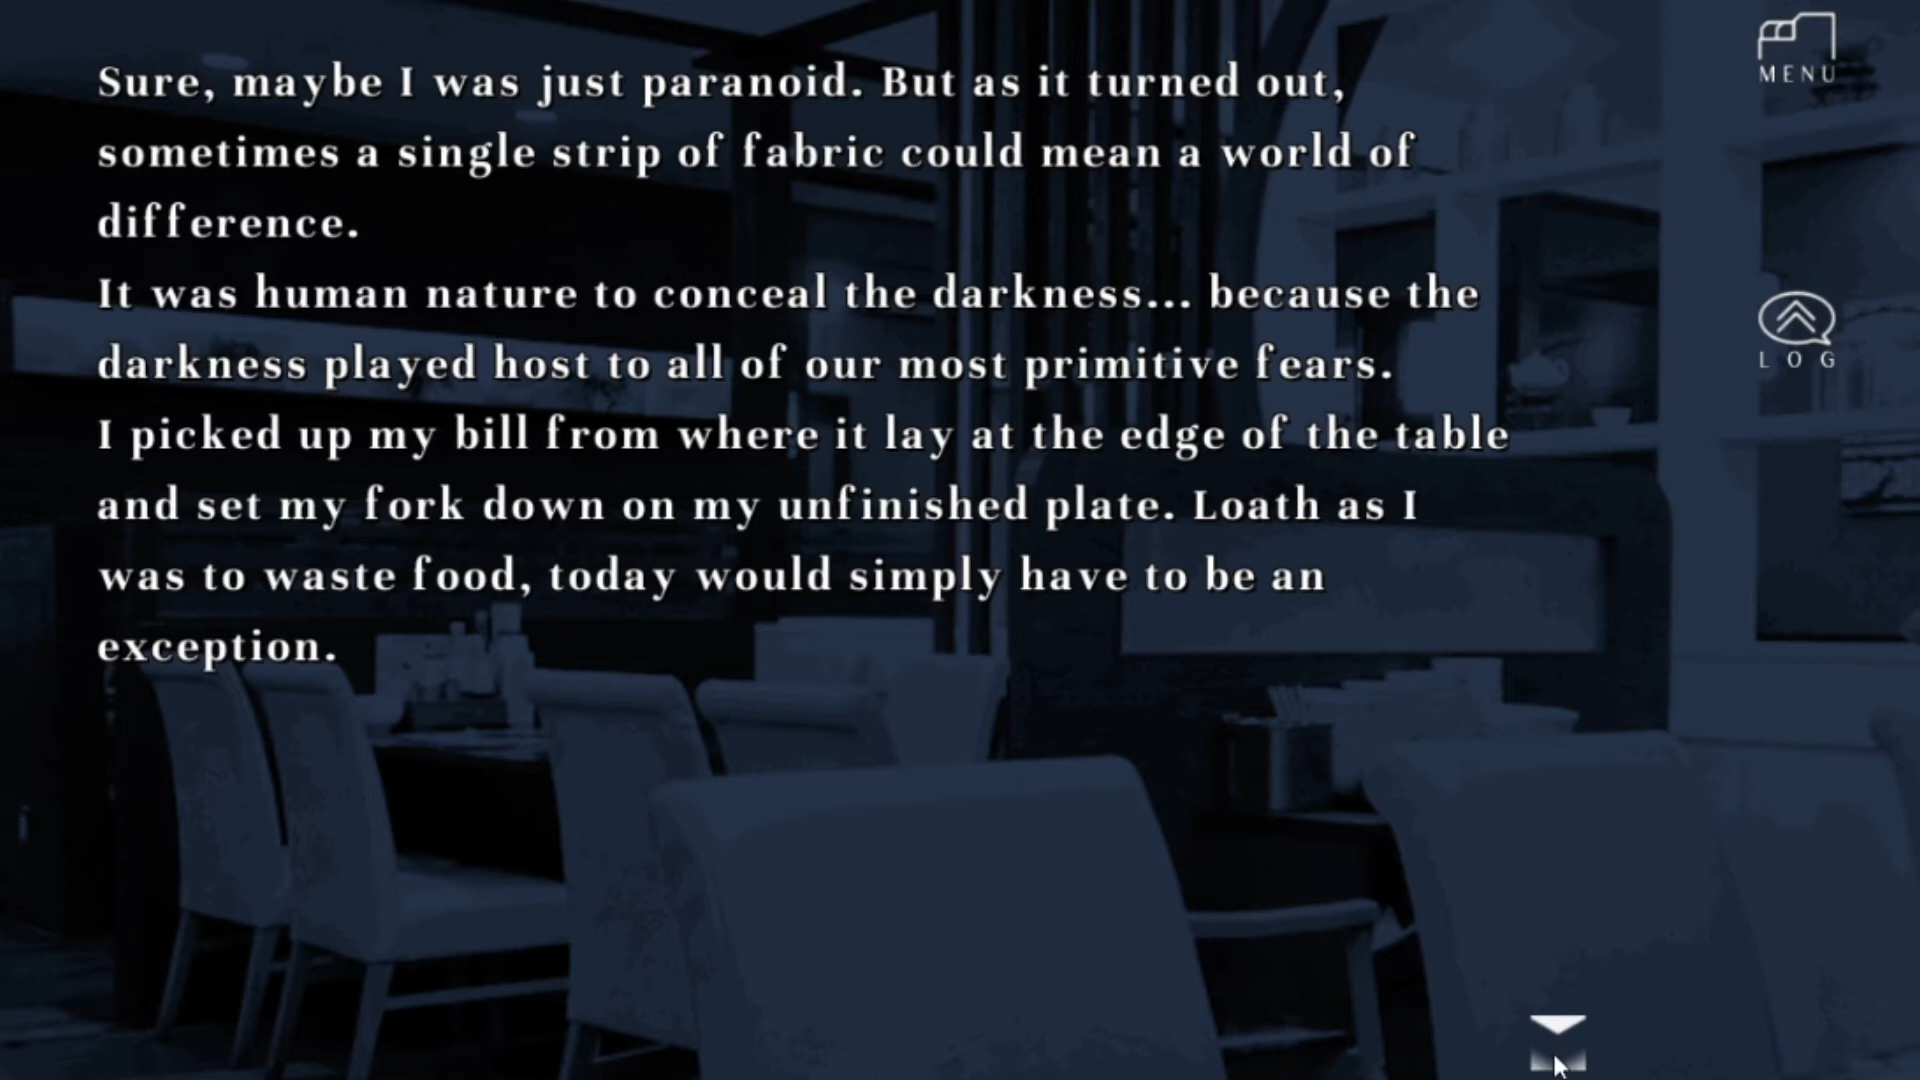 Sure, maybe I was just paranoid. But as it turned out,
sometimes a single strip of fabric could mean a world of
difference.
It was human nature to conceal the darkness... because the
darkness played host to all of our most primitive fears.
I picked up my bill from where it lay at the edge of the table
and set my fork down on my unfinished plate. Loath as I
was to waste food, today would simply have to be an
exception.
MENU
LOG